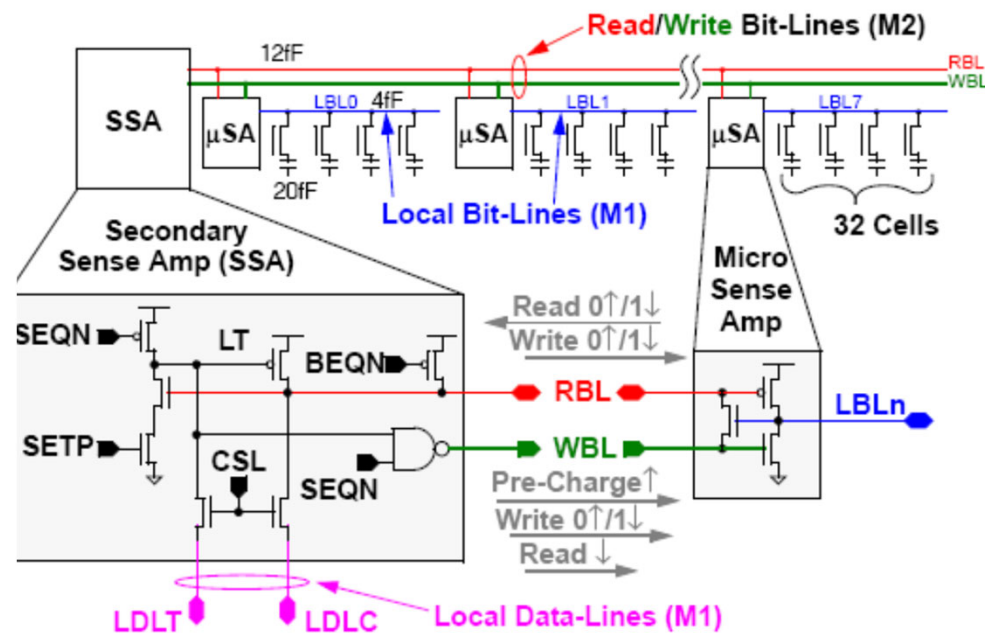 Read/Write Bit-Lines (M2)
12fF
RBL
WBL
SSA
LBL0
4fF
LBL1
LBL7
µSA
µSA
µSA
20fF
Local Bit-Lines (M1)
32 Cells
Secondary
Sense Amp (SSA)
Micro
Sense
Amp
Read 0↑/1↓
Write 0↑/1↓
SEQN
LT
BEQN
RBL
LBLn
SETP
CSL
SEQN
WBL
Pre-Charge↑
Write 0↑/1↓
Read ↓
LDLT
LDLC
Local Data-Lines (M1)